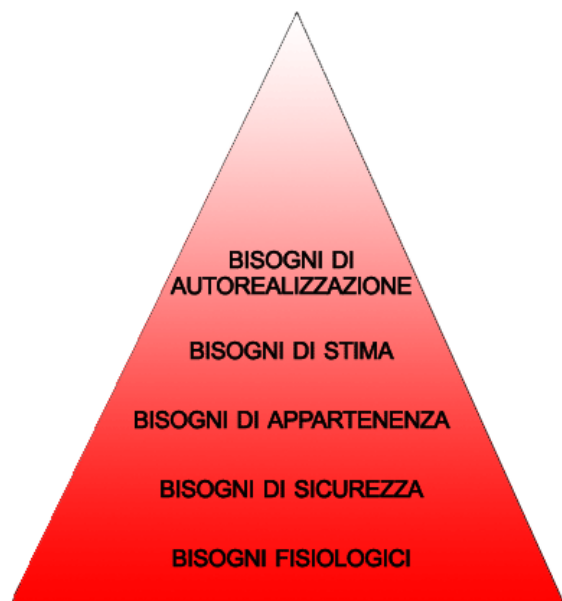 BISOGNI DI
AUTOREALIZZAZIONE
BISOGNI DI STIMA
BISOGNI DI APPARTENENZA
BISOGNI DI SICUREZZA
BISOGNI FISIOLOGICI